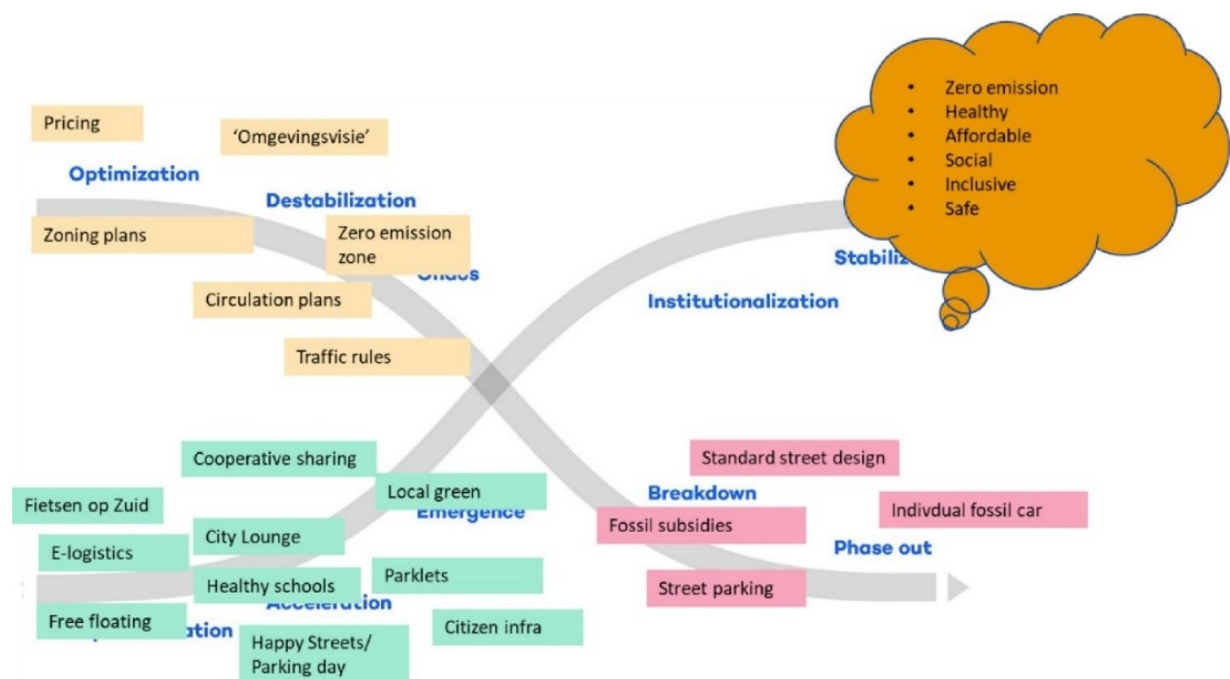 Pricing
‘Omgevingsvisie’
Optimization
Destabilization
Zoning plans
Zero emission
zone
Chaos
Circulation plans
Traffic rules
• Zero emission
• Healthy
• Affordable
• Social
• Inclusive
• Safe
Institutionalization
Cooperative sharing
Local green
Emergence
Fietsen op Zuid
City Lounge
E-logistics
Healthy schools
Parklets
Acceleration
Free floating
Happy Streets/
Parking day
Citizen infra
Standard street design
Breakdown
Indivdual fossil car
Fossil subsidies
Phase out
Street parking